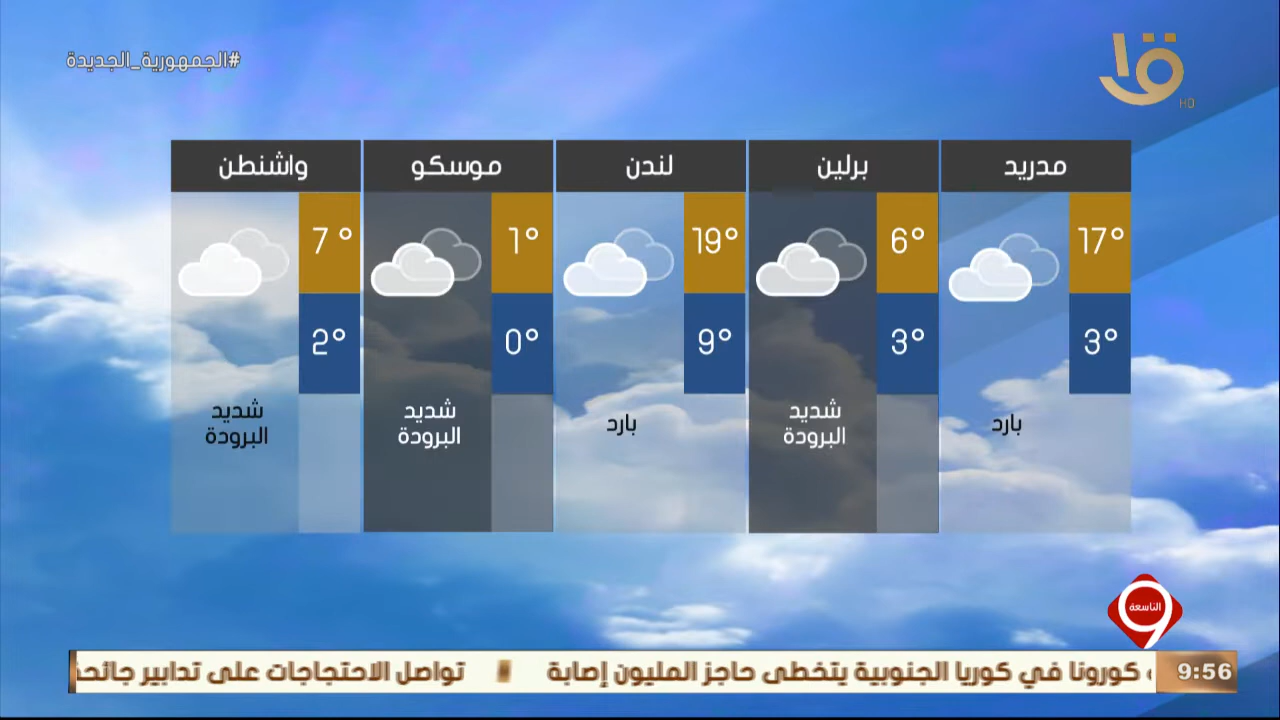 #الجمهورية_الجديدة
HD
مدريد
17°
3°
بارد
برلين
6°
3°
شديد
البرودة
لندن
19°
9°
بارد
موسكو
1°
0°
شديد
البرودة
واشنطن
7°
2°
شديد
البرودة
التاسعة
9
9:56
كورونا في كوريا الجنوبية يتخطى حاجز المليون إصابة
تواصل الاحتجاجات على تدابير جائحة